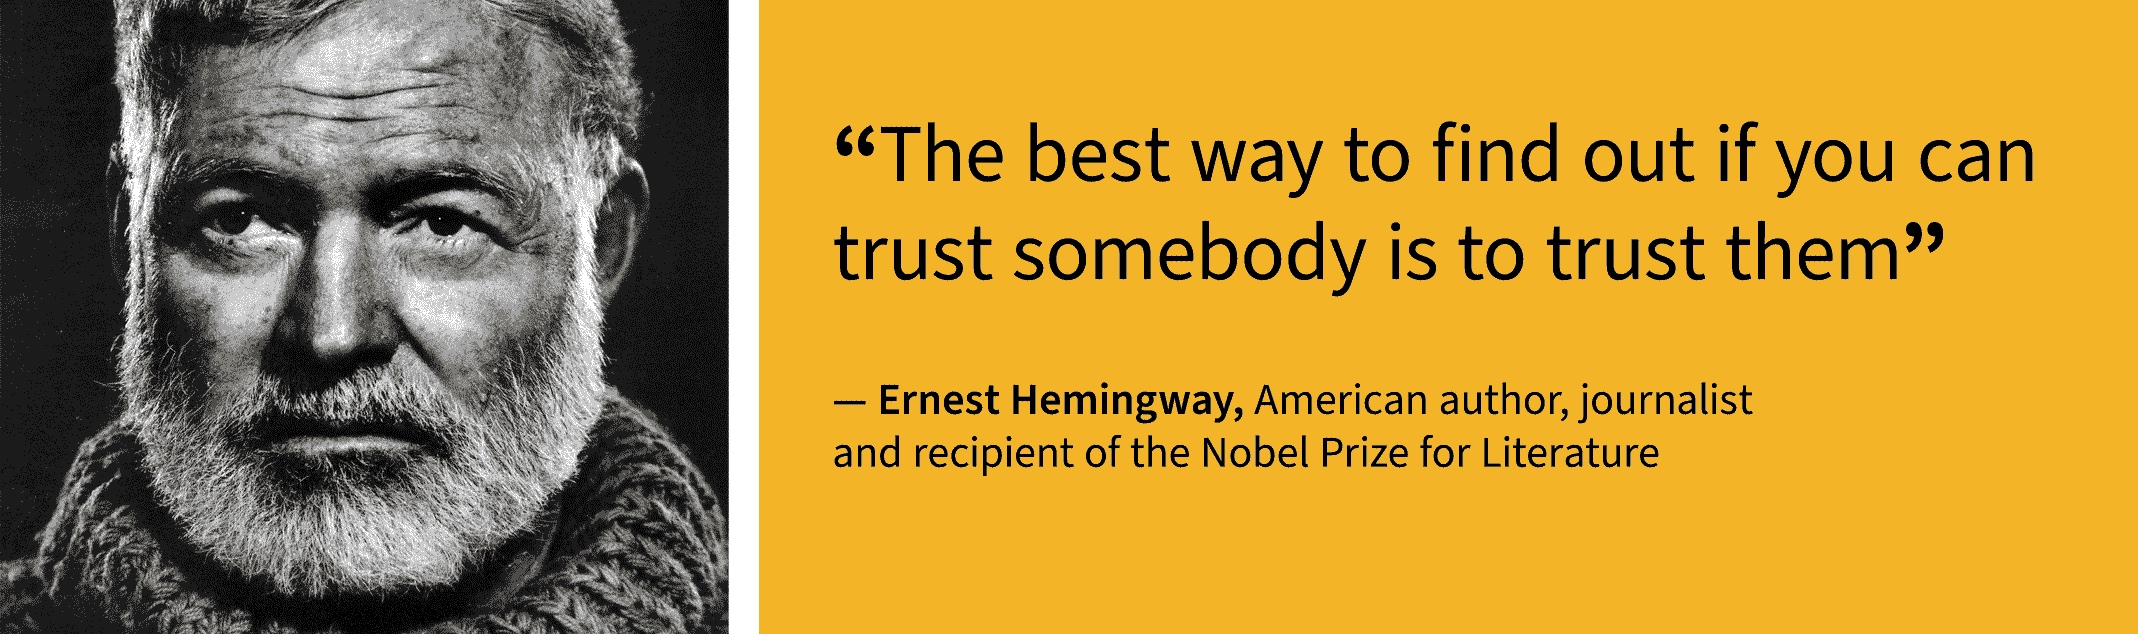 “The best way to find out if you can
trust somebody is to trust them”
— Ernest Hemingway, American author, journalist
and recipient of the Nobel Prize for Literature